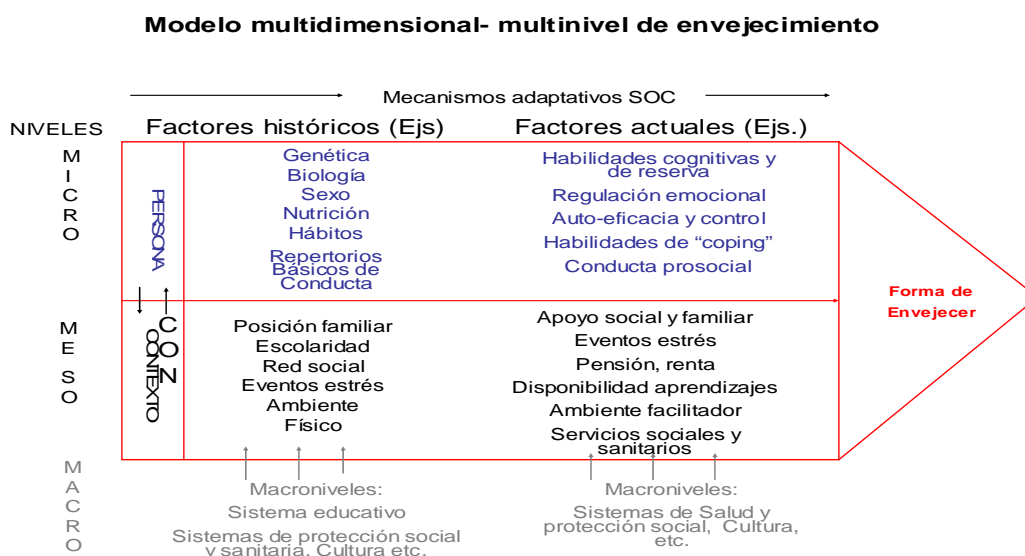 Modelo multidimensional- multinivel de envejecimiento
Mecanismos adaptativos SOC
NIVELES
Factores históricos (Ejs)
Factores actuales (Ejs.)
MICRO
PERSONA
Genética
Biología
Sexo
Nutrición
Hábitos
Repertorios
Básicos de
Conducta
Habilidades cognitivas y
de reserva
Regulación emocional
Auto-eficacia y control
Habilidades de “coping”
Conducta prosocial
Forma de
Envejecer
MESO
CON
CONTEXTO
Posición familiar
Escolaridad
Red social
Eventos estrés
Ambiente
Físico
Apoyo social y familiar
Eventos estrés
Pensión, renta
Disponibilidad aprendizajes
Ambiente facilitador
Servicios sociales y
sanitarios
MACRO
Macroniveles:
Sistema educativo
Sistemas de protección social
y sanitaria, Cultura etc.
Macroniveles:
Sistemas de Salud y
protección social, Cultura,
etc.